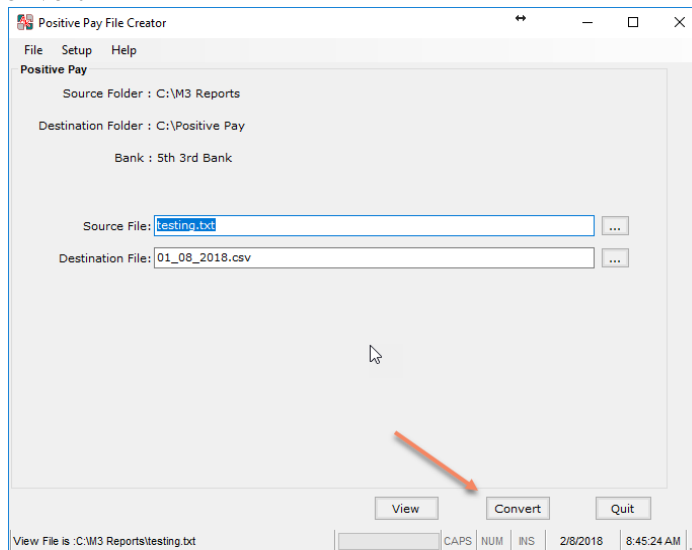 Positive Pay File Creator
File Setup Help
Positive Pay
Source Folder : C:\M3 Reports
Destination Folder : C:\Positive Pay
Bank : 5th 3rd Bank
Source File: testing.txt ...
Destination File: 01_08_2018.csv ...
View Convert Quit
View File is :C:\M3 Reports\testing.txt CAPS NUM INS 2/8/2018 8:45:24 AM